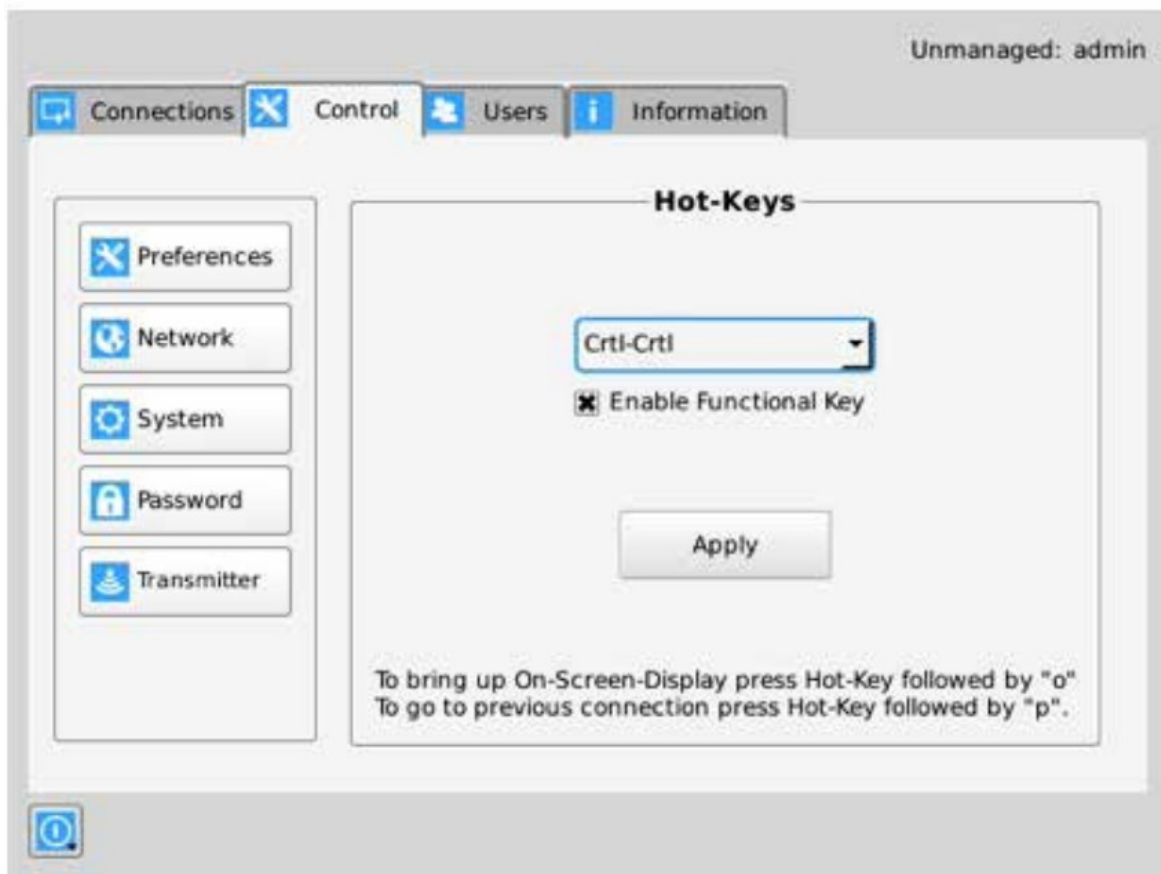 Unmanaged: admin
Connections Control Users Information
Hot-Keys
Preferences
Network
System
Password
Transmitter
Crtl-Crtl
Enable Functional Key
Apply
To bring up On-Screen-Display press Hot-Key followed by "o"
To go to previous connection press Hot-Key followed by "p".